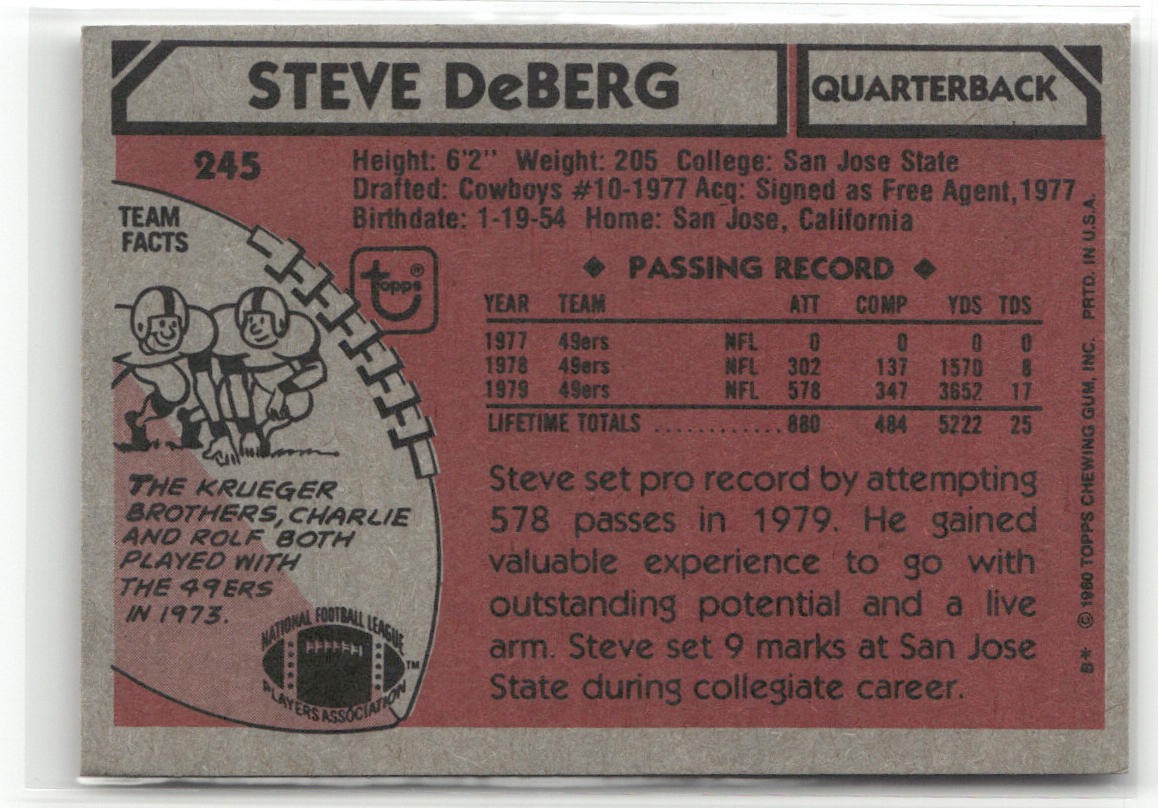 STEVE DeBERG
QUARTERBACK
245
Height: 6'2" Weight: 205 College: San Jose State
Drafted: Cowboys #10-1977 Acq: Signed as Free Agent, 1977
Birthdate: 1-19-54 Home: San Jose, California
TEAM
FACTS
topps®
◆ PASSING RECORD ◆
YEAR TEAM ATT COMP YDS TDS
1977 49ers NFL 0 0 0 0
1978 49ers NFL 302 137 1570 8
1979 49ers NFL 578 347 3652 17
LIFETIME TOTALS ............ 880 484 5222 25
THE KRUEGER
BROTHERS, CHARLIE
AND ROLF BOTH
PLAYED WITH
THE 49ERS
IN 1973.
NATIONAL FOOTBALL LEAGUE
PLAYERS ASSOCIATION
™
Steve set pro record by attempting
578 passes in 1979. He gained
valuable experience to go with
outstanding potential and a live
arm. Steve set 9 marks at San Jose
State during collegiate career.
B* © 1980 TOPPS CHEWING GUM, INC. PRTD. IN U.S.A.